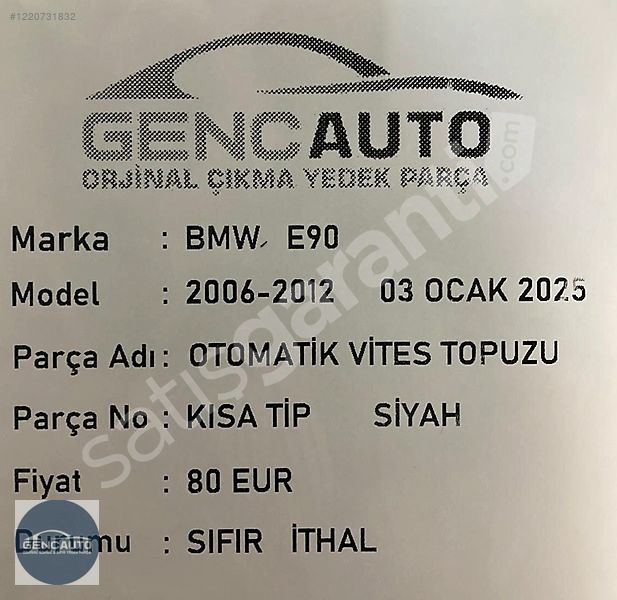 #1220731832
GENCAUTO
ORJİNAL ÇIKMA YEDEK PARÇA
satışgaranti.com
Marka : BMW E90
Model : 2006-2012 03 OCAK 2025
Parça Adı : OTOMATİK VİTES TOPUZU
Parça No : KISA TİP SİYAH
Fiyat : 80 EUR
Durumu : SIFIR İTHAL
GENCAUTO